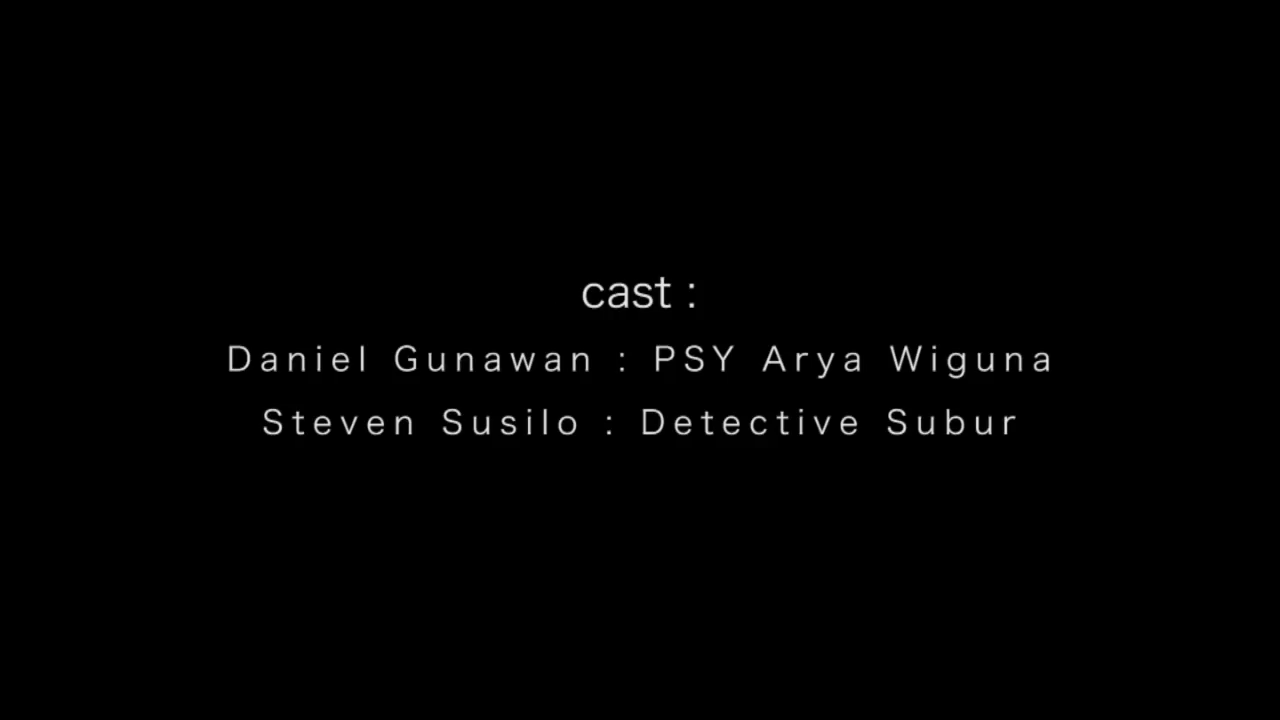 cast :
Daniel Gunawan : PSY Arya Wiguna
Steven Susilo : Detective Subur